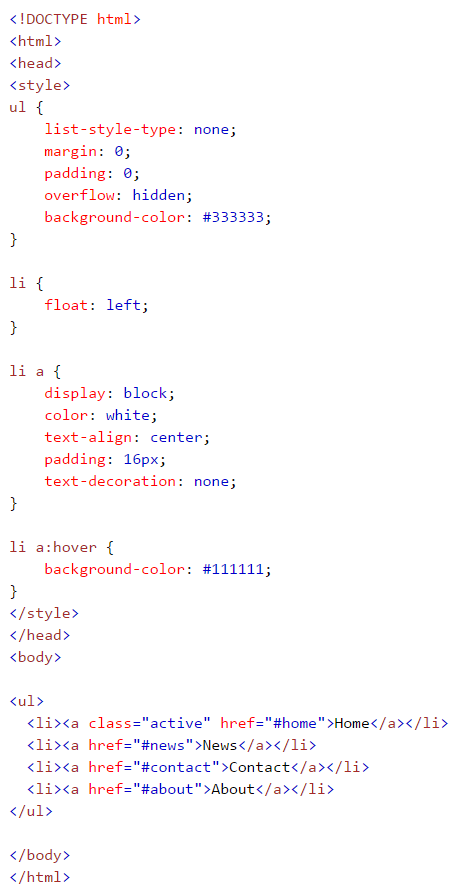 <!DOCTYPE html>
<html>
<head>
<style>
ul {
    list-style-type: none;
    margin: 0;
    padding: 0;
    overflow: hidden;
    background-color: #333333;
}

li {
    float: left;
}

li a {
    display: block;
    color: white;
    text-align: center;
    padding: 16px;
    text-decoration: none;
}

li a:hover {
    background-color: #111111;
}
</style>
</head>
<body>

<ul>
  <li><a class="active" href="#home">Home</a></li>
  <li><a href="#news">News</a></li>
  <li><a href="#contact">Contact</a></li>
  <li><a href="#about">About</a></li>
</ul>

</body>
</html>